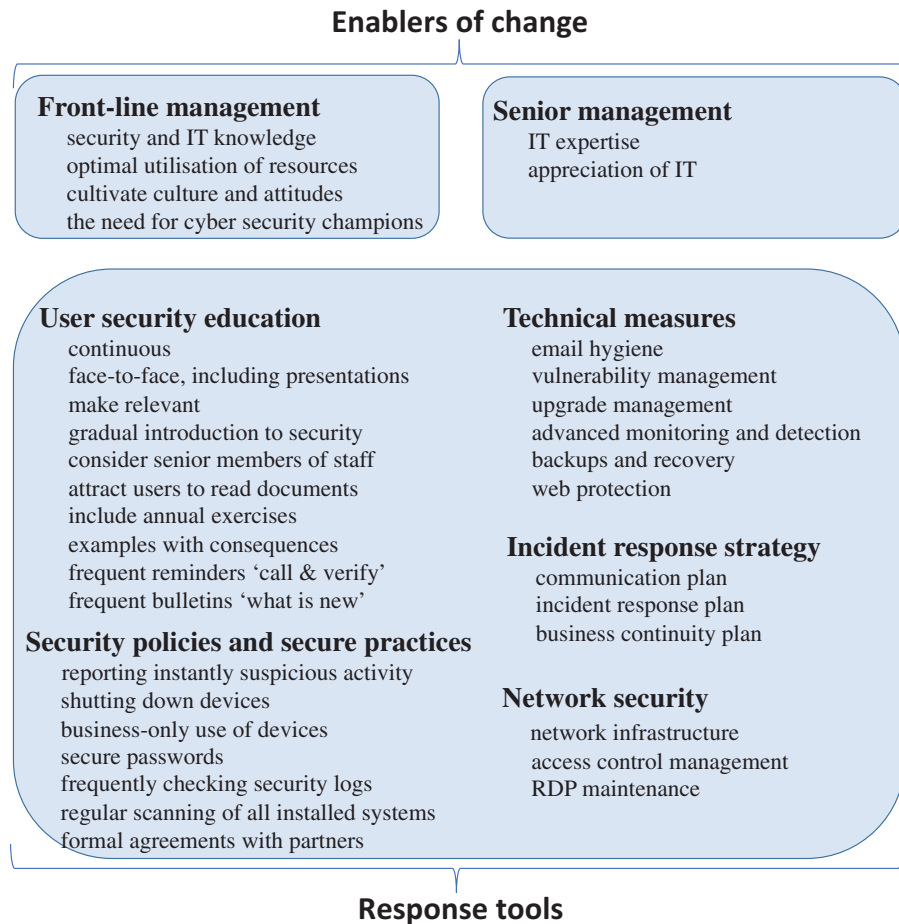 Enablers of change
Front-line management
security and IT knowledge
optimal utilisation of resources
cultivate culture and attitudes
the need for cyber security champions
Senior management
IT expertise
appreciation of IT
User security education
continuous
face-to-face, including presentations
make relevant
gradual introduction to security
consider senior members of staff
attract users to read documents
include annual exercises
examples with consequences
frequent reminders ‘call & verify’
frequent bulletins ‘what is new’
Security policies and secure practices
reporting instantly suspicious activity
shutting down devices
business-only use of devices
secure passwords
frequently checking security logs
regular scanning of all installed systems
formal agreements with partners
Technical measures
email hygiene
vulnerability management
upgrade management
advanced monitoring and detection
backups and recovery
web protection
Incident response strategy
communication plan
incident response plan
business continuity plan
Network security
network infrastructure
access control management
RDP maintenance
Response tools